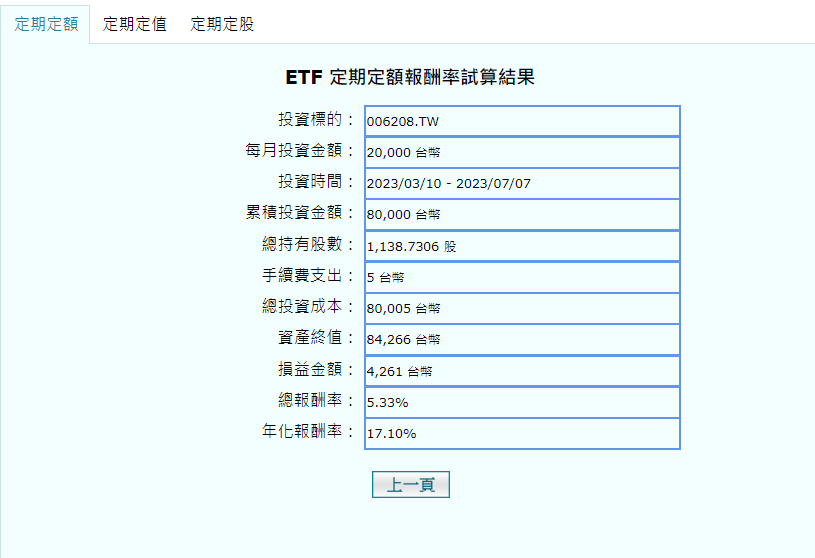 定期定額 定期定值 定期定股
ETF 定期定額報酬率試算結果
投資標的： 006208.TW
每月投資金額： 20,000 台幣
投資時間： 2023/03/10 - 2023/07/07
累積投資金額： 80,000 台幣
總持有股數： 1,138.7306 股
手續費支出： 5 台幣
總投資成本： 80,005 台幣
資產終值： 84,266 台幣
損益金額： 4,261 台幣
總報酬率： 5.33%
年化報酬率： 17.10%
上一頁